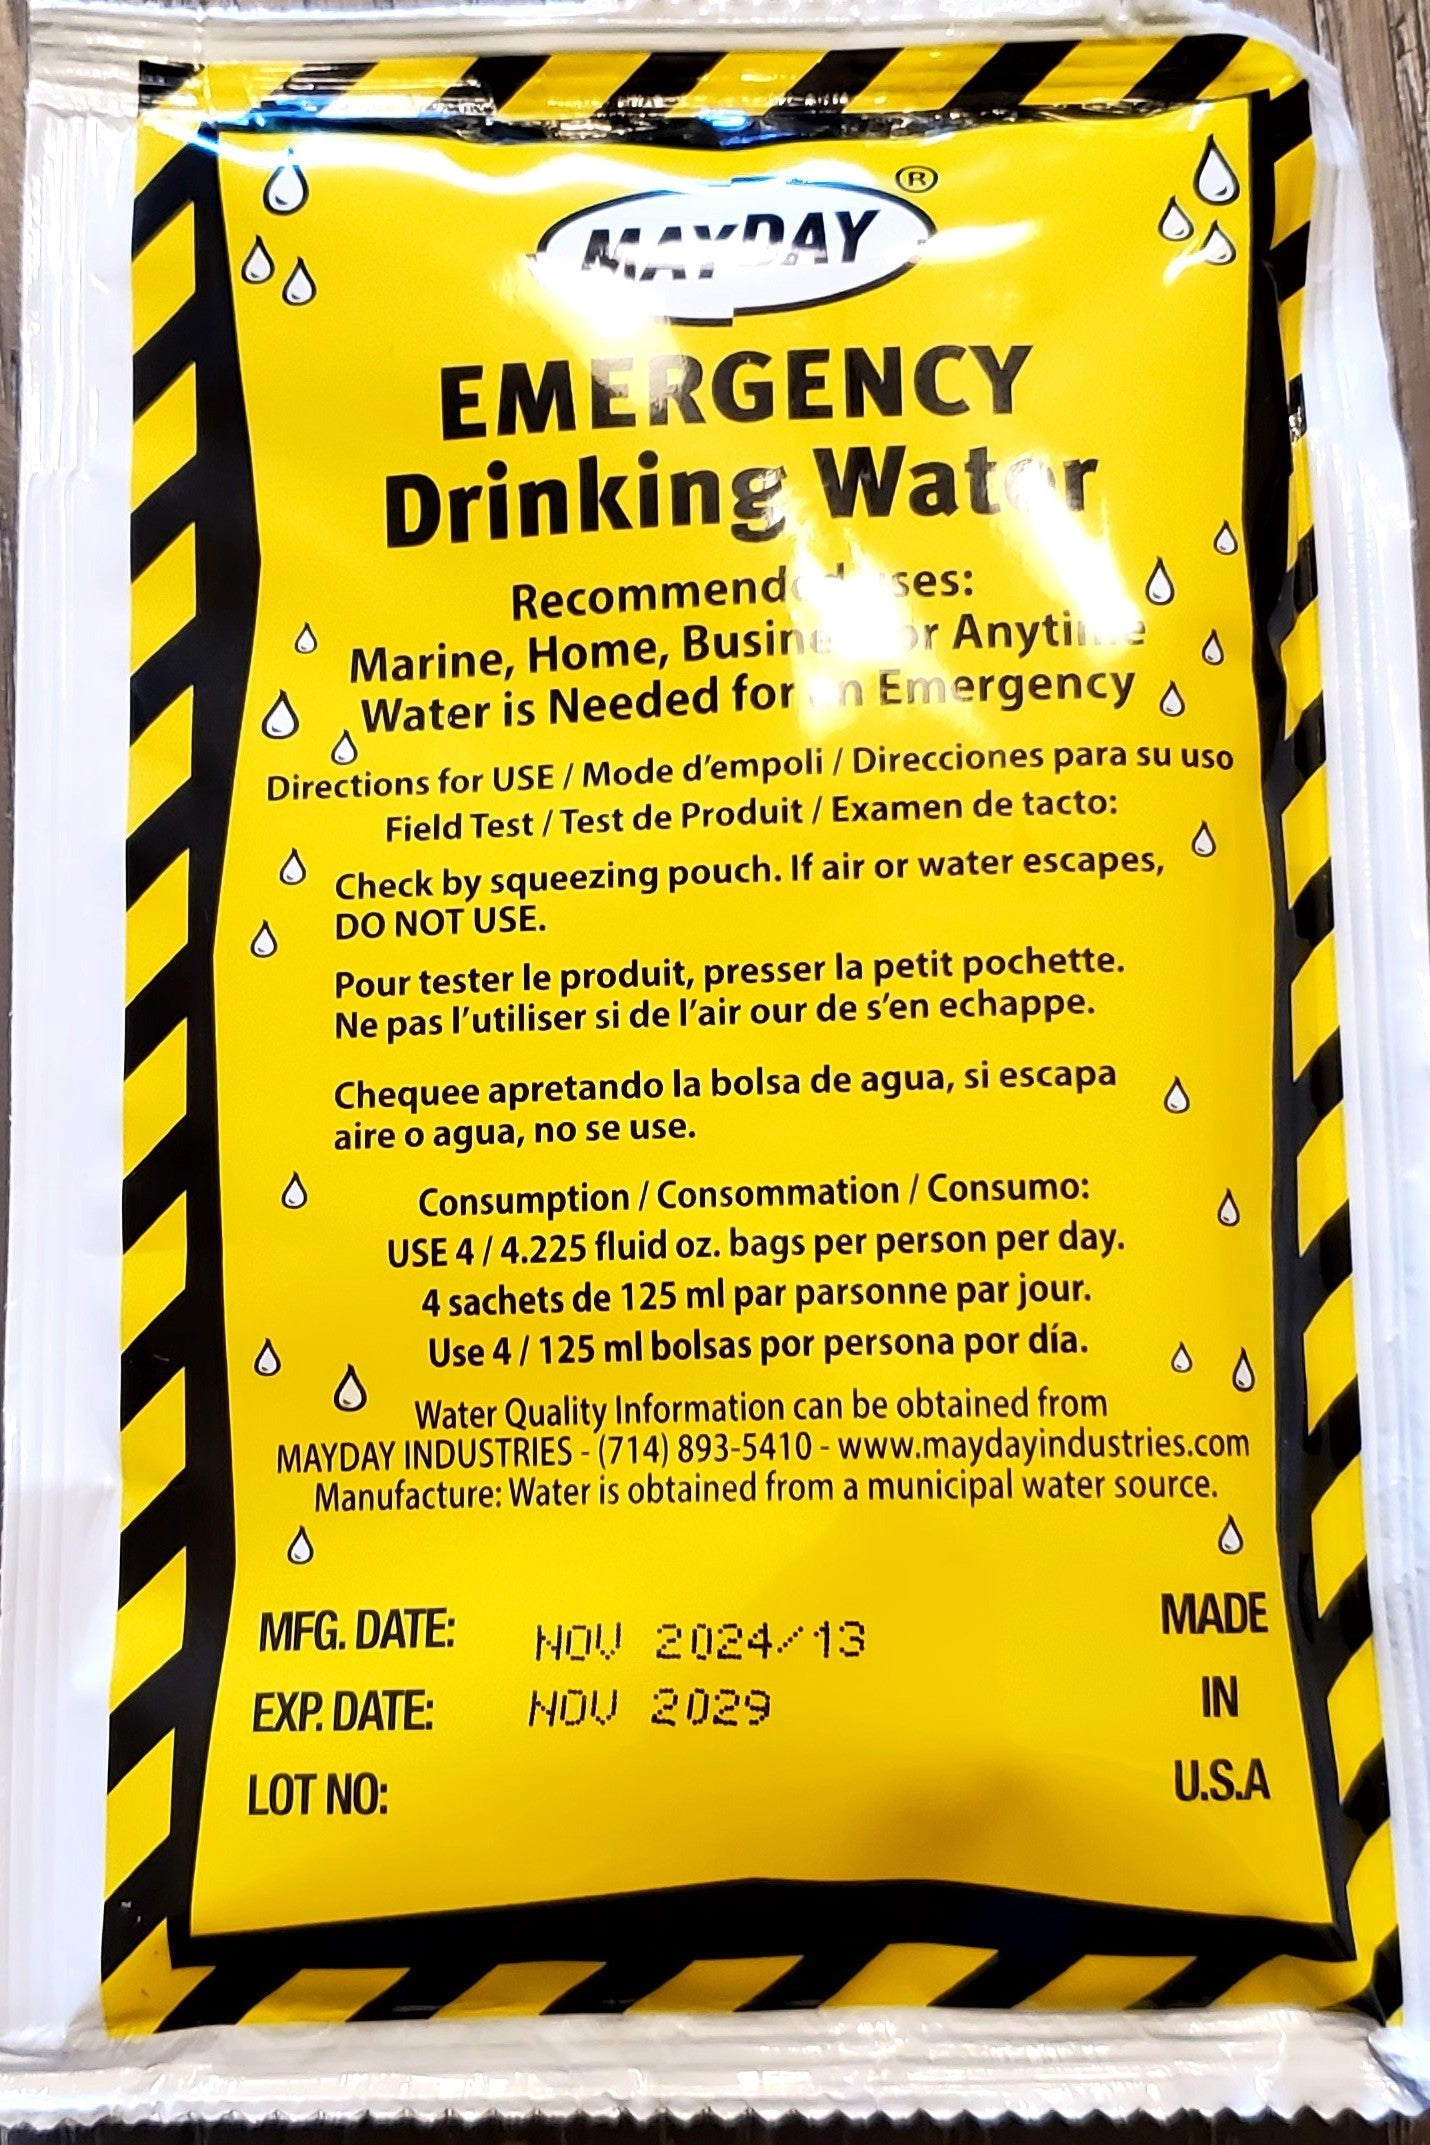 MAYDAY ®
EMERGENCY
Drinking Water
Recommended uses:
Marine, Home, Business or Anytime
Water is Needed for an Emergency
Directions for USE / Mode d'empoli / Direcciones para su uso
Field Test / Test de Produit / Examen de tacto:
Check by squeezing pouch. If air or water escapes,
DO NOT USE.
Pour tester le produit, presser la petit pochette.
Ne pas l'utiliser si de l'air our de s'en echappe.
Chequee apretando la bolsa de agua, si escapa
aire o agua, no se use.
Consumption / Consommation / Consumo:
USE 4 / 4.225 fluid oz. bags per person per day.
4 sachets de 125 ml par parsonne par jour.
Use 4 / 125 ml bolsas por persona por día.
Water Quality Information can be obtained from
MAYDAY INDUSTRIES - (714) 893-5410 - www.maydayindustries.com
Manufacture: Water is obtained from a municipal water source.
MFG. DATE: NOV 2024/13
EXP. DATE: NOV 2029
LOT NO:
MADE
IN
U.S.A